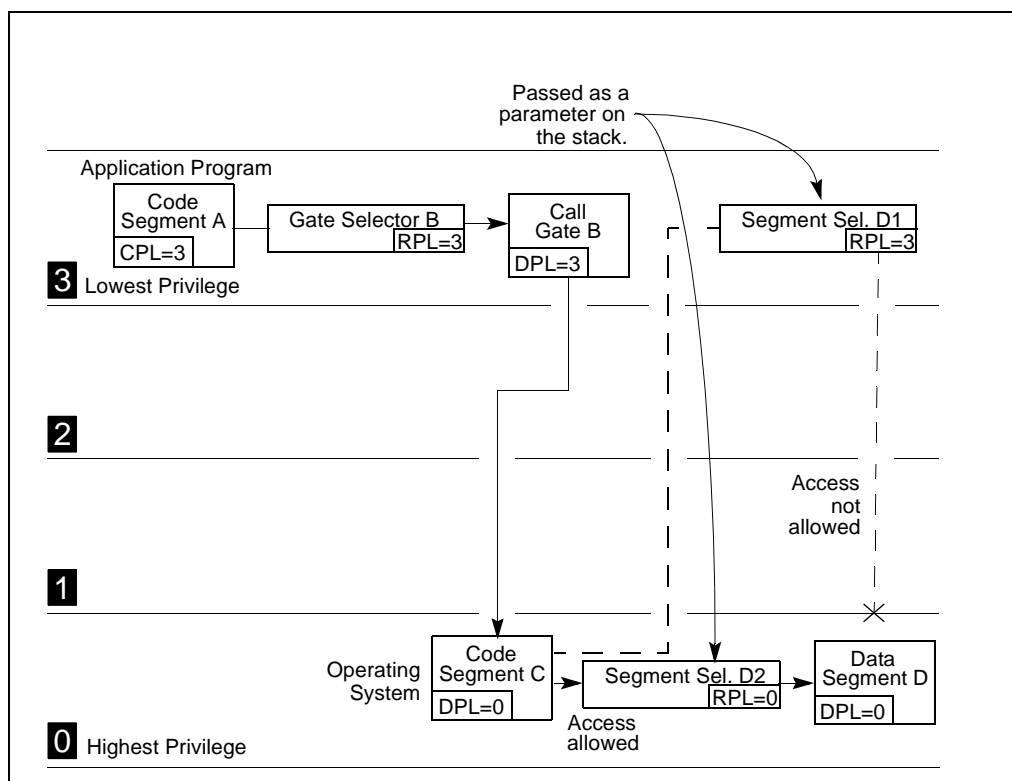 Passed as a
parameter on
the stack.
Application Program
Code
Segment A
CPL=3
Gate Selector B
RPL=3
Call
Gate B
DPL=3
Segment Sel. D1
RPL=3
3
Lowest Privilege
2
Access
not
allowed
1
Operating
System
Code
Segment C
DPL=0
Segment Sel. D2
RPL=0
Access
allowed
Data
Segment D
DPL=0
0
Highest Privilege